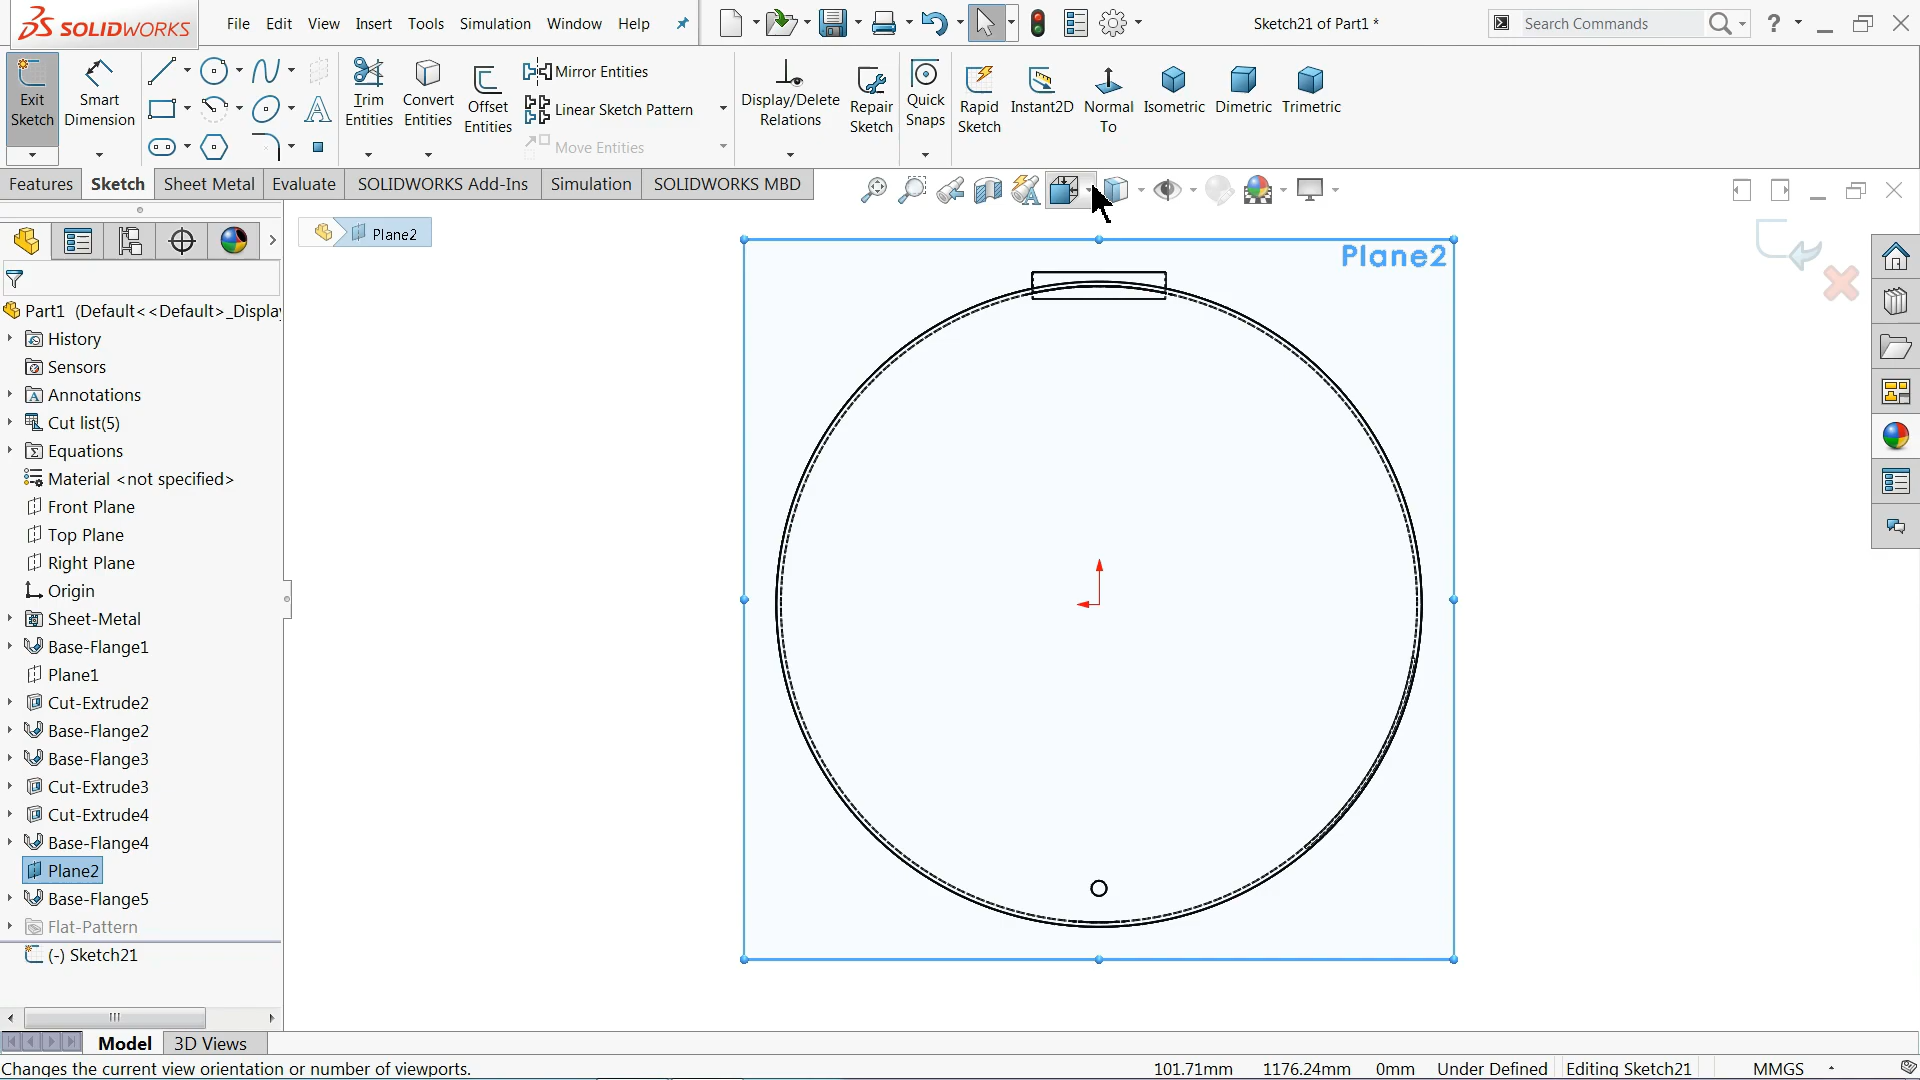 SOLIDWORKS
File Edit View Insert Tools Simulation Window Help
Sketch21 of Part1 *
Search Commands
Exit Sketch
Smart Dimension
Trim Entities
Convert Entities
Offset Entities
Mirror Entities
Linear Sketch Pattern
Move Entities
Display/Delete Relations
Repair Sketch
Quick Snaps
Rapid Sketch
Instant2D
Normal To
Isometric
Dimetric
Trimetric
Features Sketch Sheet Metal Evaluate SOLIDWORKS Add-Ins Simulation SOLIDWORKS MBD
Plane2
Plane2
Part1 (Default<<Default>_Displa
History
Sensors
Annotations
Cut list(5)
Equations
Material <not specified>
Front Plane
Top Plane
Right Plane
Origin
Sheet-Metal
Base-Flange1
Plane1
Cut-Extrude2
Base-Flange2
Base-Flange3
Cut-Extrude3
Cut-Extrude4
Base-Flange4
Plane2
Base-Flange5
Flat-Pattern
(-) Sketch21
Model 3D Views
Changes the current view orientation or number of viewports. 101.71mm 1176.24mm 0mm Under Defined Editing Sketch21 MMGS